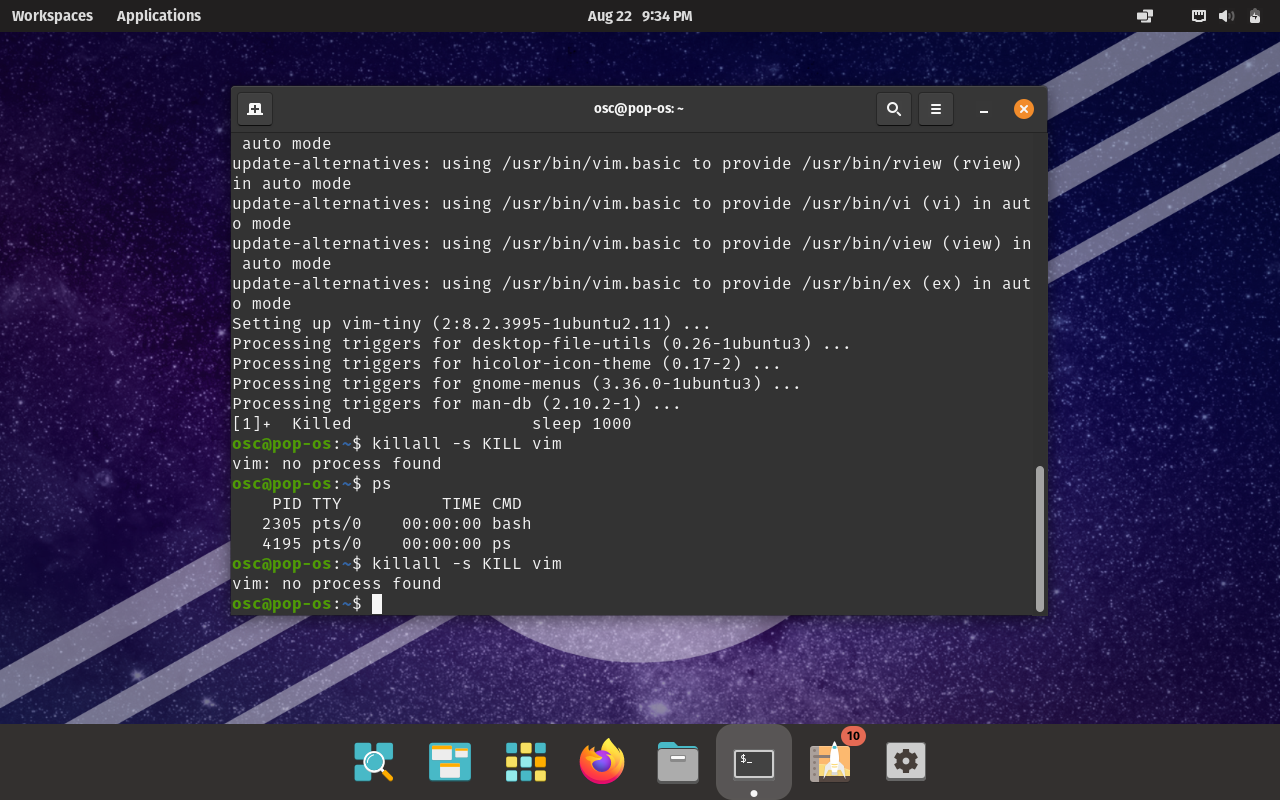 Workspaces Applications Aug 22 9:34 PM
osc@pop-os: ~
 auto mode
update-alternatives: using /usr/bin/vim.basic to provide /usr/bin/rview (rview)
in auto mode
update-alternatives: using /usr/bin/vim.basic to provide /usr/bin/vi (vi) in aut
o mode
update-alternatives: using /usr/bin/vim.basic to provide /usr/bin/view (view) in
 auto mode
update-alternatives: using /usr/bin/vim.basic to provide /usr/bin/ex (ex) in aut
o mode
Setting up vim-tiny (2:8.2.3995-1ubuntu2.11) ...
Processing triggers for desktop-file-utils (0.26-1ubuntu3) ...
Processing triggers for hicolor-icon-theme (0.17-2) ...
Processing triggers for gnome-menus (3.36.0-1ubuntu3) ...
Processing triggers for man-db (2.10.2-1) ...
[1]+  Killed                  sleep 1000
osc@pop-os:~$ killall -s KILL vim
vim: no process found
osc@pop-os:~$ ps
    PID TTY          TIME CMD
   2305 pts/0    00:00:00 bash
   4195 pts/0    00:00:00 ps
osc@pop-os:~$ killall -s KILL vim
vim: no process found
osc@pop-os:~$
$_
10